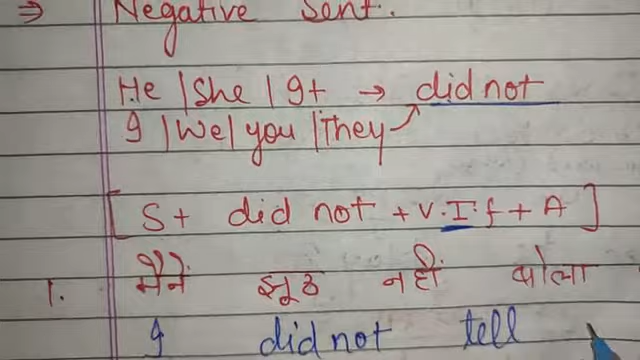 ⇒ Negative Sent.
He | She | It → did not
I | We | you | They
[ S + did not + V.I.f + A ]
1. मैने झूठ नहीं बोला
I did not tell